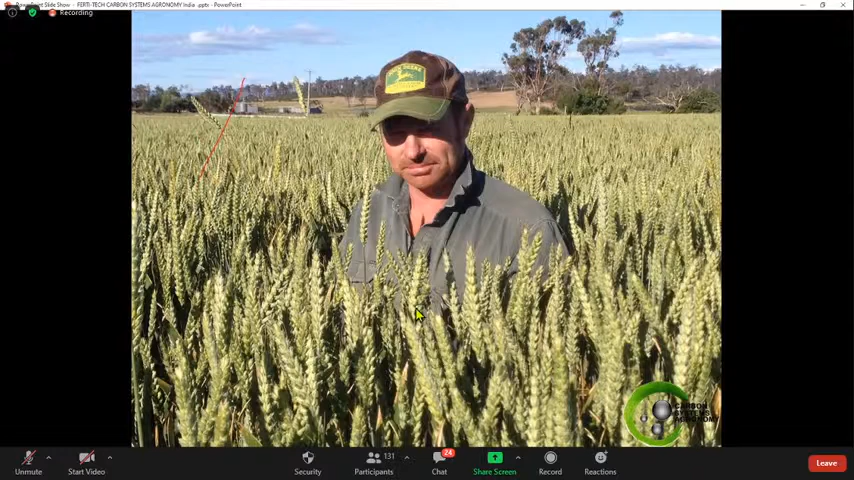 PowerPoint Slide Show - FERTI-TECH CARBON SYSTEMS AGRONOMY India .pptx - PowerPoint
Recording
JOHN DEERE
CARBON
SYSTEMS
AGRONOMY
Unmute
Start Video
Security
Participants
131
Chat
24
Share Screen
Record
Reactions
Leave